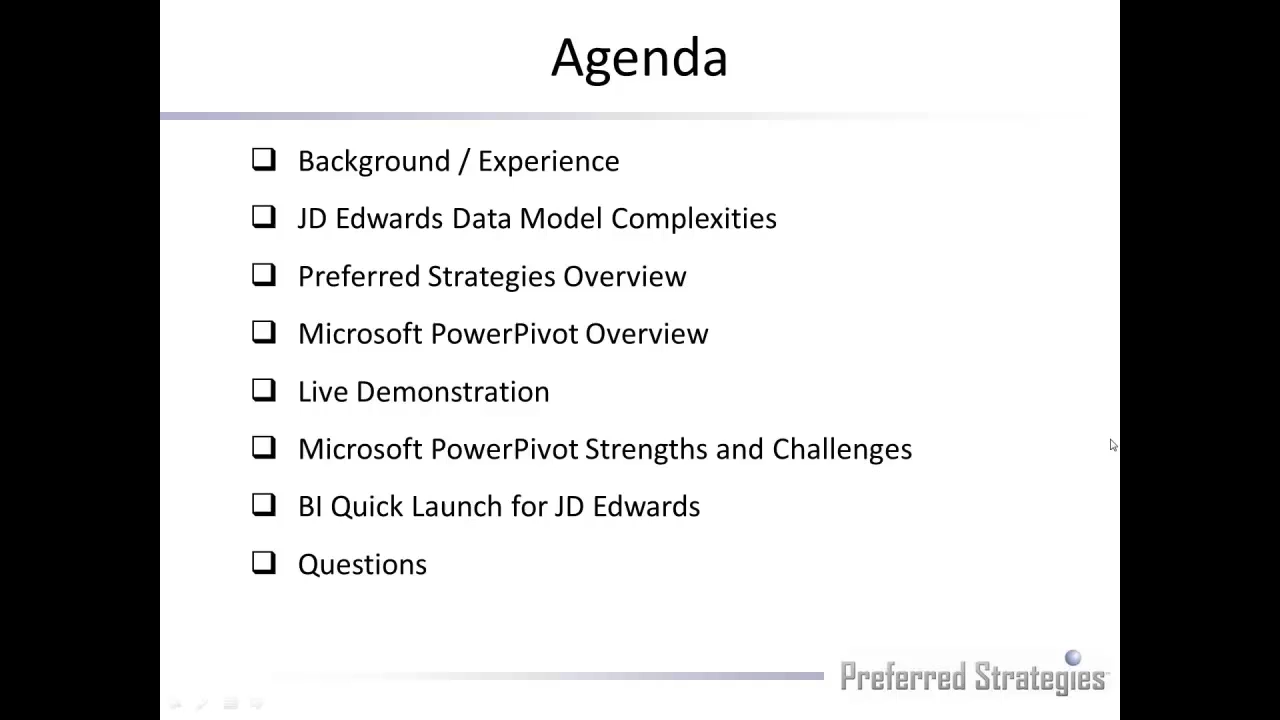 Agenda
Background / Experience
JD Edwards Data Model Complexities
Preferred Strategies Overview
Microsoft PowerPivot Overview
Live Demonstration
Microsoft PowerPivot Strengths and Challenges
BI Quick Launch for JD Edwards
Questions
Preferred Strategies